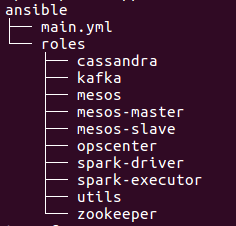 ansible
├── main.yml
└── roles
    ├── cassandra
    ├── kafka
    ├── mesos
    ├── mesos-master
    ├── mesos-slave
    ├── opscenter
    ├── spark-driver
    ├── spark-executor
    ├── utils
    └── zookeeper